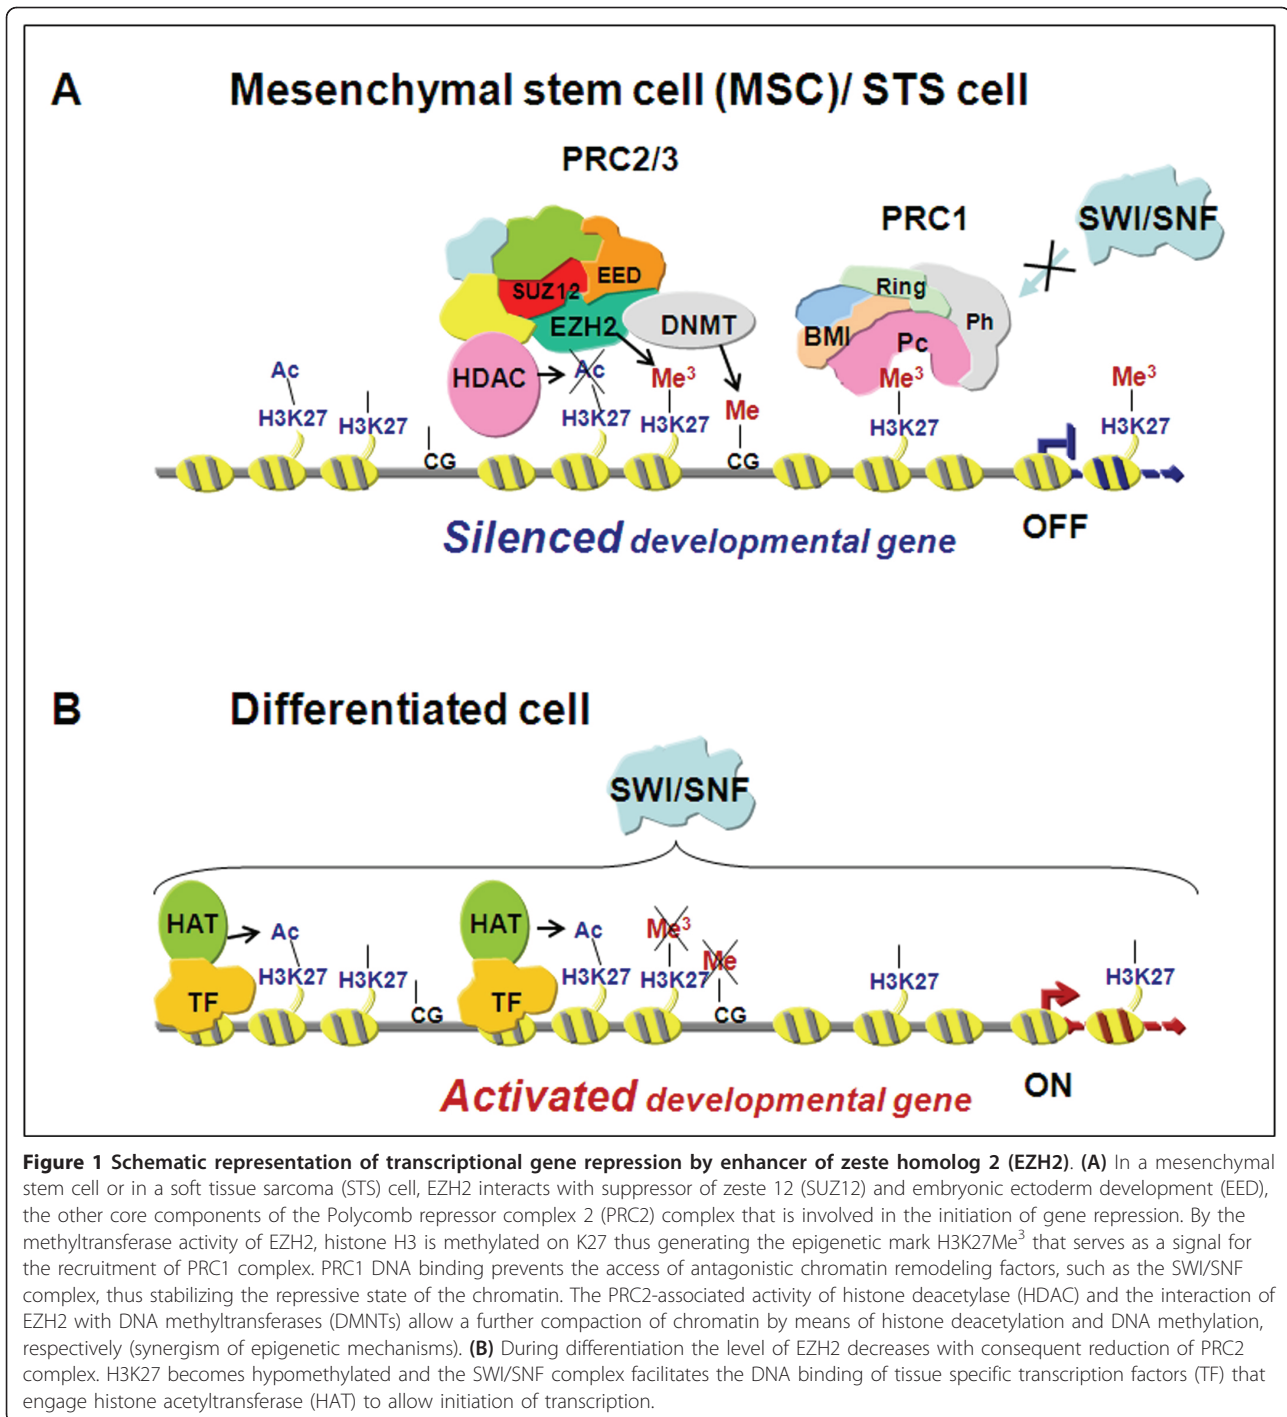 A
Mesenchymal stem cell (MSC)/ STS cell
PRC2/3
PRC1
SWI/SNF
SUZ12
EED
EZH2
DNMT
HDAC
Ring
BMI
Pc
Ph
Ac
H3K27
H3K27
CG
Ac
H3K27
Me³
H3K27
Me
CG
Me³
H3K27
Me³
H3K27
Silenced developmental gene
OFF
B
Differentiated cell
SWI/SNF
HAT
TF
Ac
H3K27
H3K27
CG
HAT
TF
Ac
H3K27
Me³
H3K27
Me
CG
H3K27
H3K27
Activated developmental gene
ON
Figure 1 Schematic representation of transcriptional gene repression by enhancer of zeste homolog 2 (EZH2). (A) In a mesenchymal
stem cell or in a soft tissue sarcoma (STS) cell, EZH2 interacts with suppressor of zeste 12 (SUZ12) and embryonic ectoderm development (EED),
the other core components of the Polycomb repressor complex 2 (PRC2) complex that is involved in the initiation of gene repression. By the
methyltransferase activity of EZH2, histone H3 is methylated on K27 thus generating the epigenetic mark H3K27Me³ that serves as a signal for
the recruitment of PRC1 complex. PRC1 DNA binding prevents the access of antagonistic chromatin remodeling factors, such as the SWI/SNF
complex, thus stabilizing the repressive state of the chromatin. The PRC2-associated activity of histone deacetylase (HDAC) and the interaction of
EZH2 with DNA methyltransferases (DMNTs) allow a further compaction of chromatin by means of histone deacetylation and DNA methylation,
respectively (synergism of epigenetic mechanisms). (B) During differentiation the level of EZH2 decreases with consequent reduction of PRC2
complex. H3K27 becomes hypomethylated and the SWI/SNF complex facilitates the DNA binding of tissue specific transcription factors (TF) that
engage histone acetyltransferase (HAT) to allow initiation of transcription.